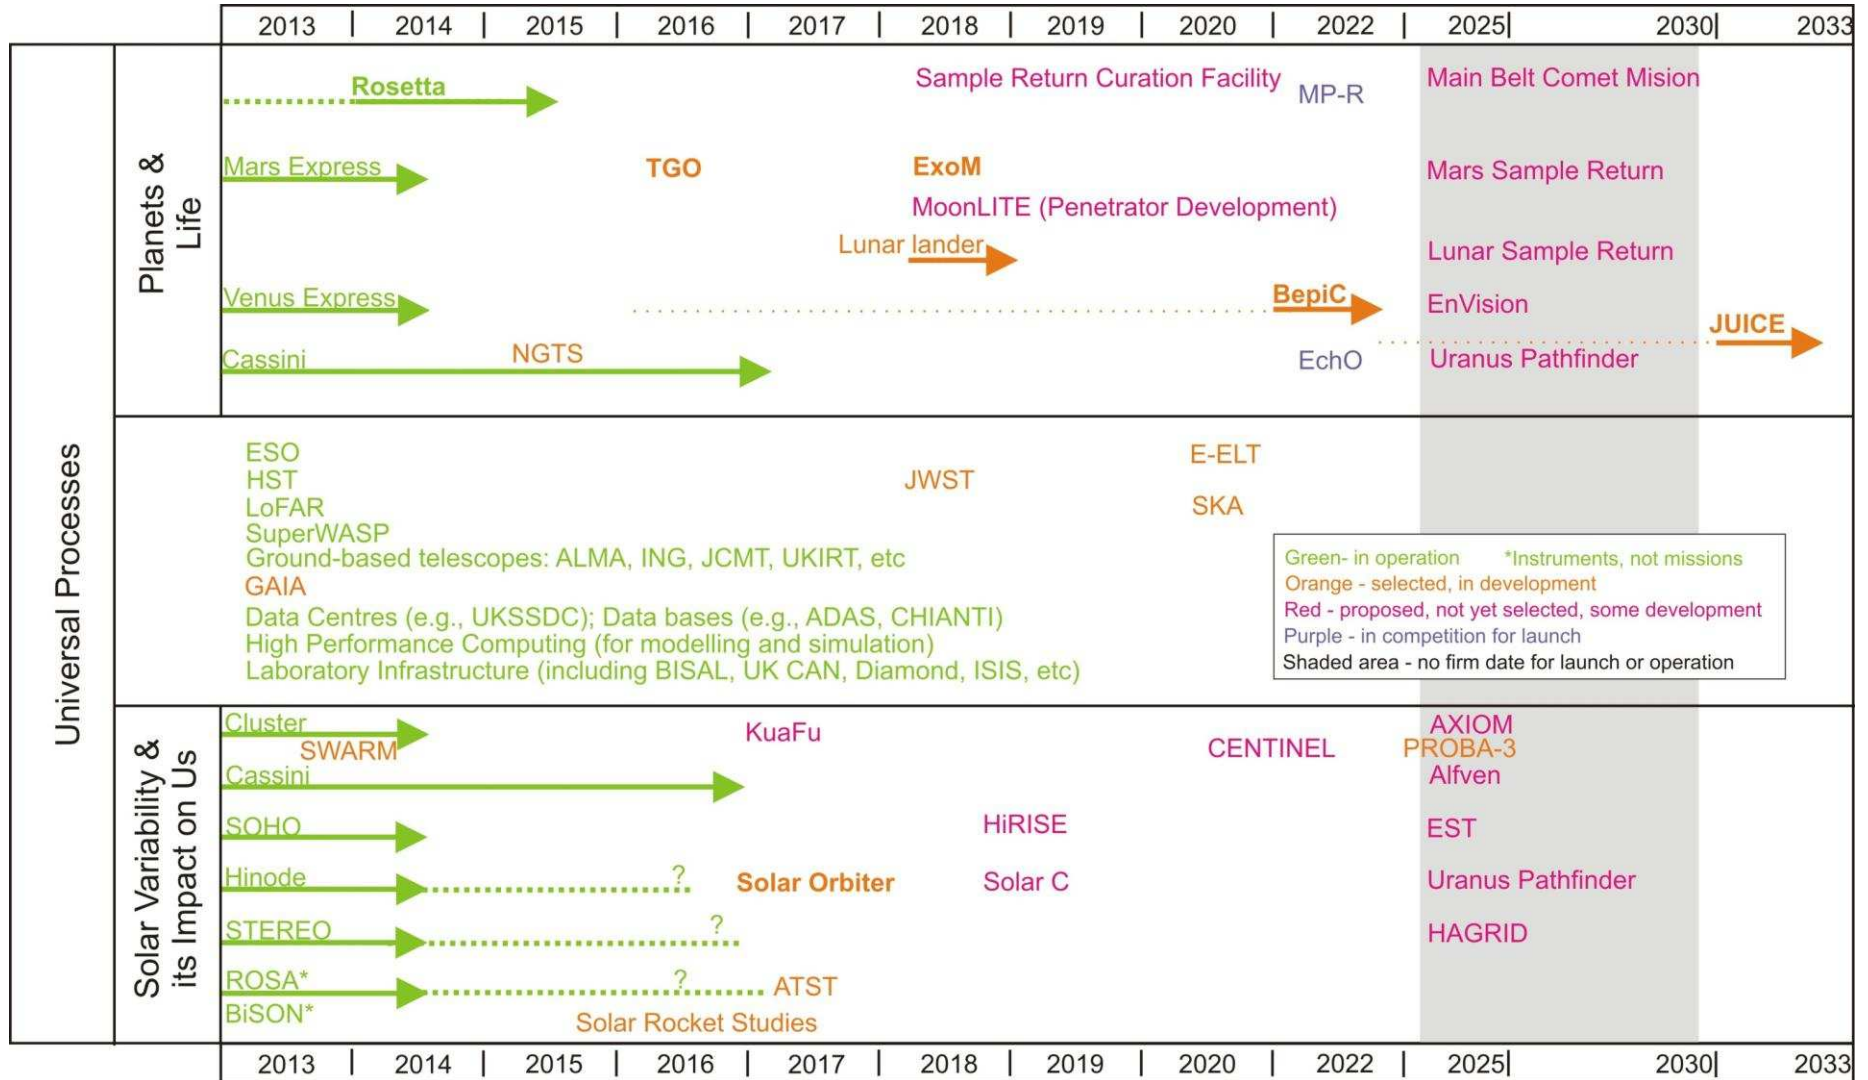 2013 2014 2015 2016 2017 2018 2019 2020 2022 2025 2030 2033
Universal Processes
Planets &
Life
Rosetta
Sample Return Curation Facility
MP-R
Main Belt Comet Mision
Mars Express
TGO
ExoM
Mars Sample Return
MoonLITE (Penetrator Development)
Lunar lander
Lunar Sample Return
Venus Express
BepiC
EnVision
JUICE
Cassini
NGTS
EchO
Uranus Pathfinder
ESO
E-ELT
HST
JWST
LoFAR
SKA
SuperWASP
Ground-based telescopes: ALMA, ING, JCMT, UKIRT, etc
GAIA
Data Centres (e.g., UKSSDC); Data bases (e.g., ADAS, CHIANTI)
High Performance Computing (for modelling and simulation)
Laboratory Infrastructure (including BISAL, UK CAN, Diamond, ISIS, etc)
Green- in operation *Instruments, not missions
Orange - selected, in development
Red - proposed, not yet selected, some development
Purple - in competition for launch
Shaded area - no firm date for launch or operation
Solar Variability &
its Impact on Us
Cluster
KuaFu
AXIOM
SWARM
CENTINEL
PROBA-3
Cassini
Alfven
SOHO
HiRISE
EST
Hinode
?
Solar Orbiter
Solar C
Uranus Pathfinder
STEREO
?
HAGRID
ROSA*
?
ATST
BiSON*
Solar Rocket Studies
2013 2014 2015 2016 2017 2018 2019 2020 2022 2025 2030 2033